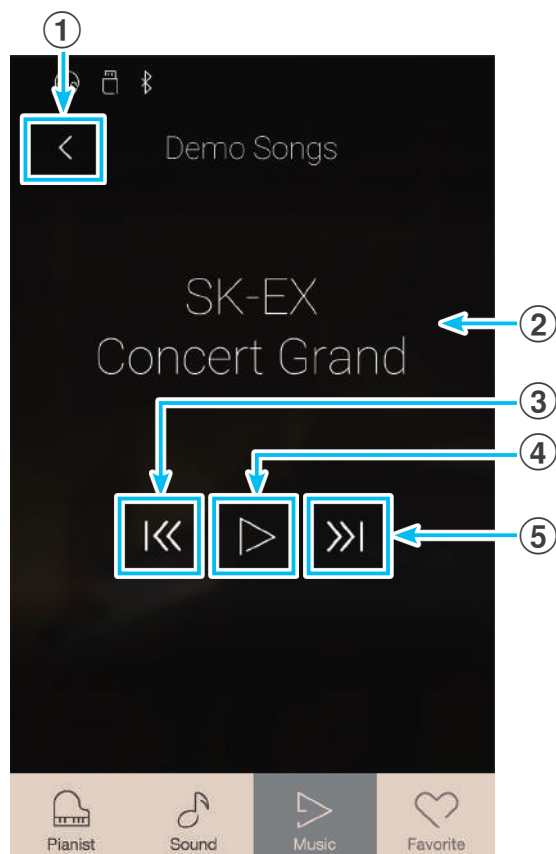 ①
Demo Songs
SK-EX
②
Concert Grand
③
④
⑤
Pianist Sound Music Favorite